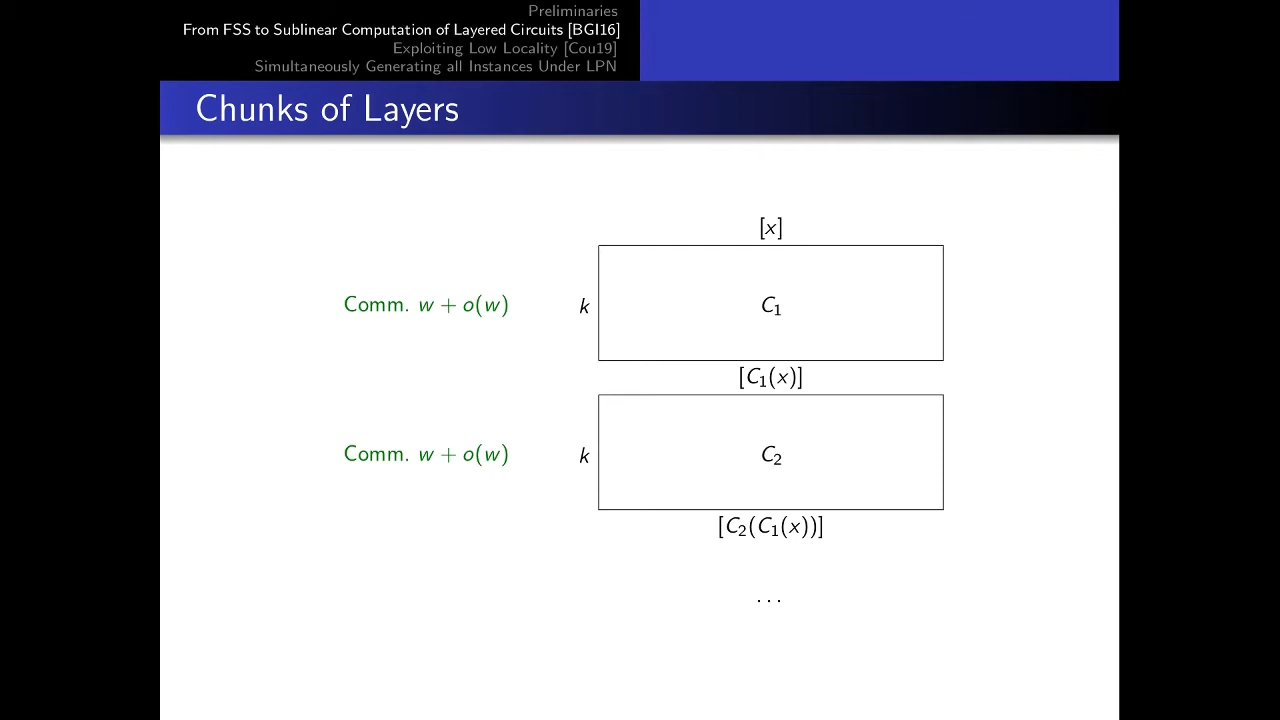 Preliminaries
From FSS to Sublinear Computation of Layered Circuits [BGI16]
Exploiting Low Locality [Cou19]
Simultaneously Generating all Instances Under LPN
Chunks of Layers
[x]
Comm. w + o(w) k C₁
[C₁(x)]
Comm. w + o(w) k C₂
[C₂(C₁(x))]
...